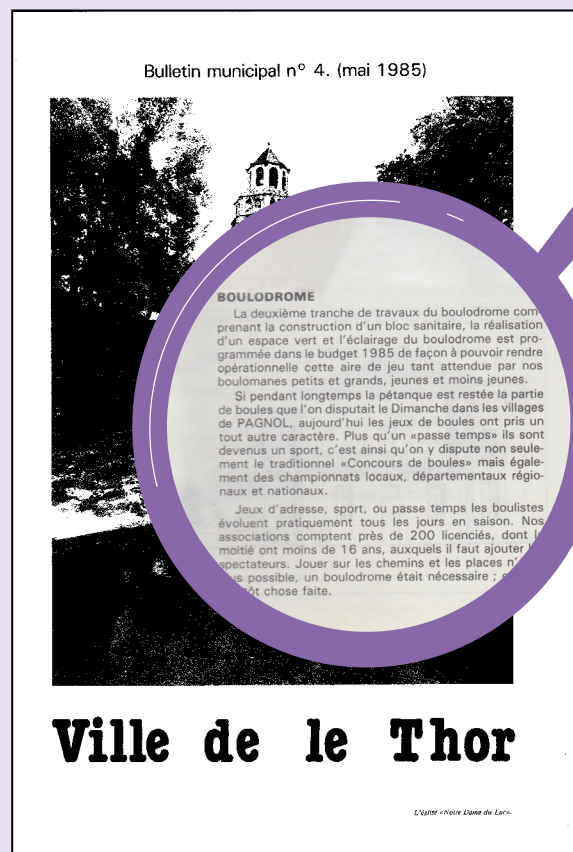 Bulletin municipal n° 4. (mai 1985)
BOULODROME
La deuxième tranche de travaux du boulodrome com-
prenant la construction d'un bloc sanitaire, la réalisation
d'un espace vert et l'éclairage du boulodrome est pro-
grammée dans le budget 1985 de façon à pouvoir rendre
opérationnelle cette aire de jeu tant attendue par nos
boulomanes petits et grands, jeunes et moins jeunes.
Si pendant longtemps la pétanque est restée la partie
de boules que l'on disputait le Dimanche dans les villages
de PAGNOL, aujourd'hui les jeux de boules ont pris un
tout autre caractère. Plus qu'un «passe temps» ils sont
devenus un sport, c'est ainsi qu'on y dispute non seule-
ment le traditionnel «Concours de boules» mais égale-
ment des championnats locaux, départementaux régio-
naux et nationaux.
Jeux d'adresse, sport, ou passe temps les boulistes
évoluent pratiquement tous les jours en saison. Nos
associations comptent près de 200 licenciés, dont
moitié ont moins de 16 ans, auxquels il faut ajouter
spectateurs. Jouer sur les chemins et les places
possible, un boulodrome était nécessaire ;
chose faite.
Ville de le Thor
L'église «Notre Dame du Lac».